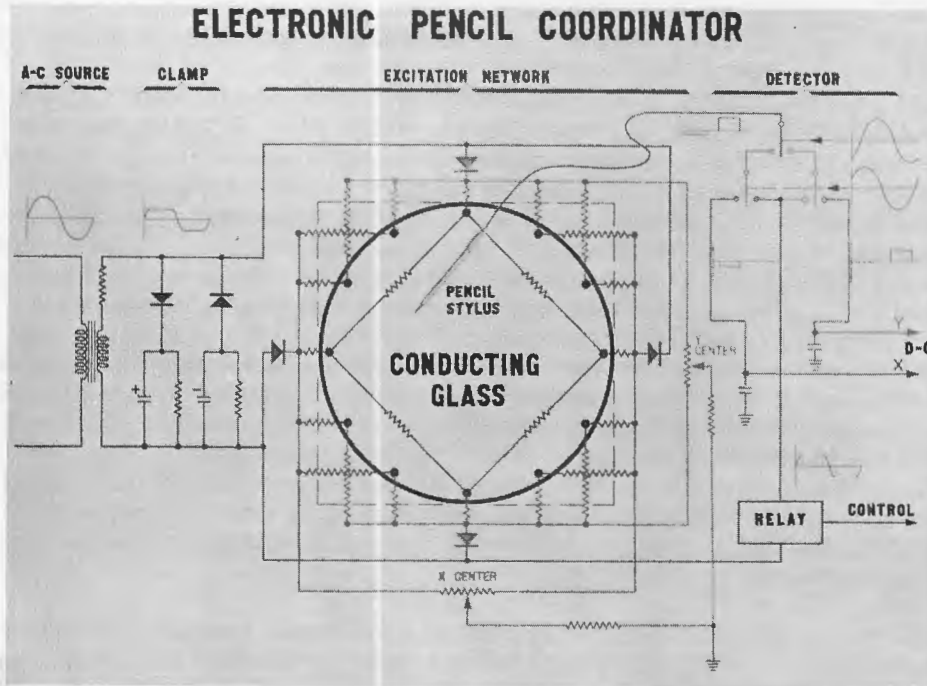 ELECTRONIC PENCIL COORDINATOR
A-C SOURCE
CLAMP
EXCITATION NETWORK
DETECTOR
PENCIL
STYLUS
CONDUCTING
GLASS
Y
CENTER
Y
D-C
X
+
−
RELAY
CONTROL
X CENTER